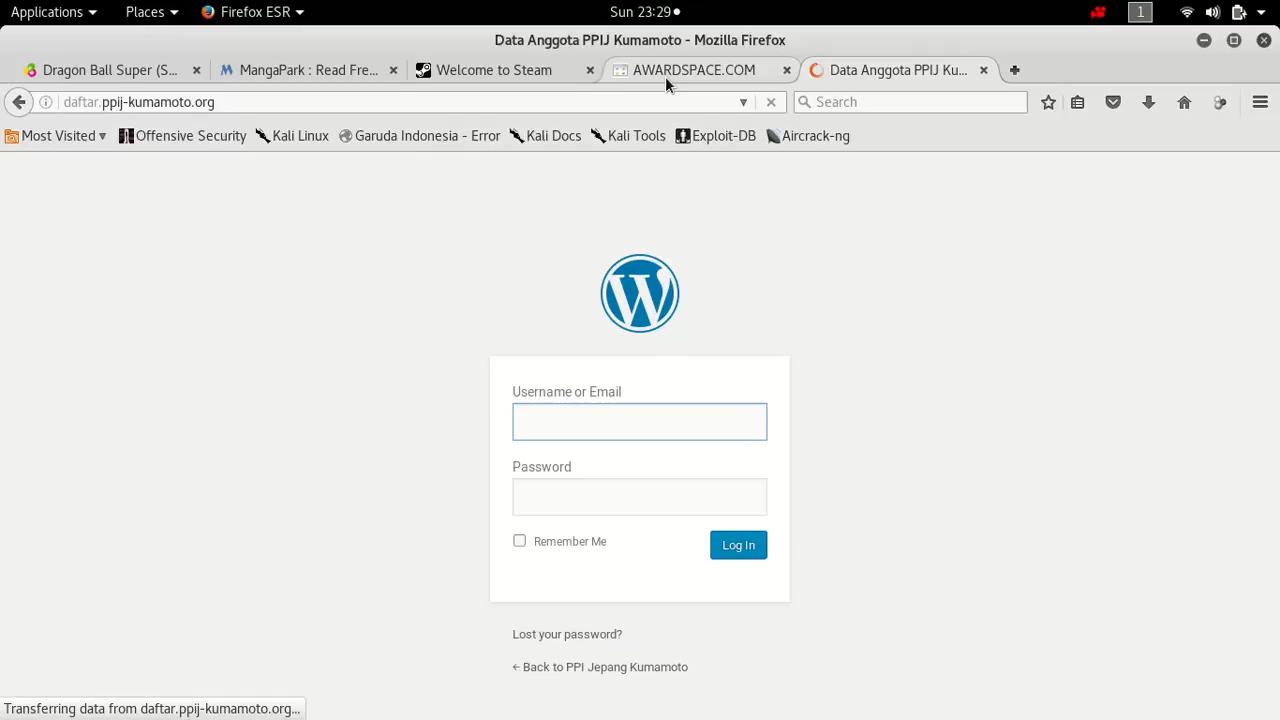 Applications Places Firefox ESR Sun 23:29 1
Data Anggota PPIJ Kumamoto - Mozilla Firefox
Dragon Ball Super (S... MangaPark : Read Fre... Welcome to Steam AWARDSPACE.COM Data Anggota PPIJ Ku...
daftar.ppij-kumamoto.org Search
Most Visited Offensive Security Kali Linux Garuda Indonesia - Error Kali Docs Kali Tools Exploit-DB Aircrack-ng
Username or Email
Password
Remember Me Log In
Lost your password?
← Back to PPI Jepang Kumamoto
Transferring data from daftar.ppij-kumamoto.org...